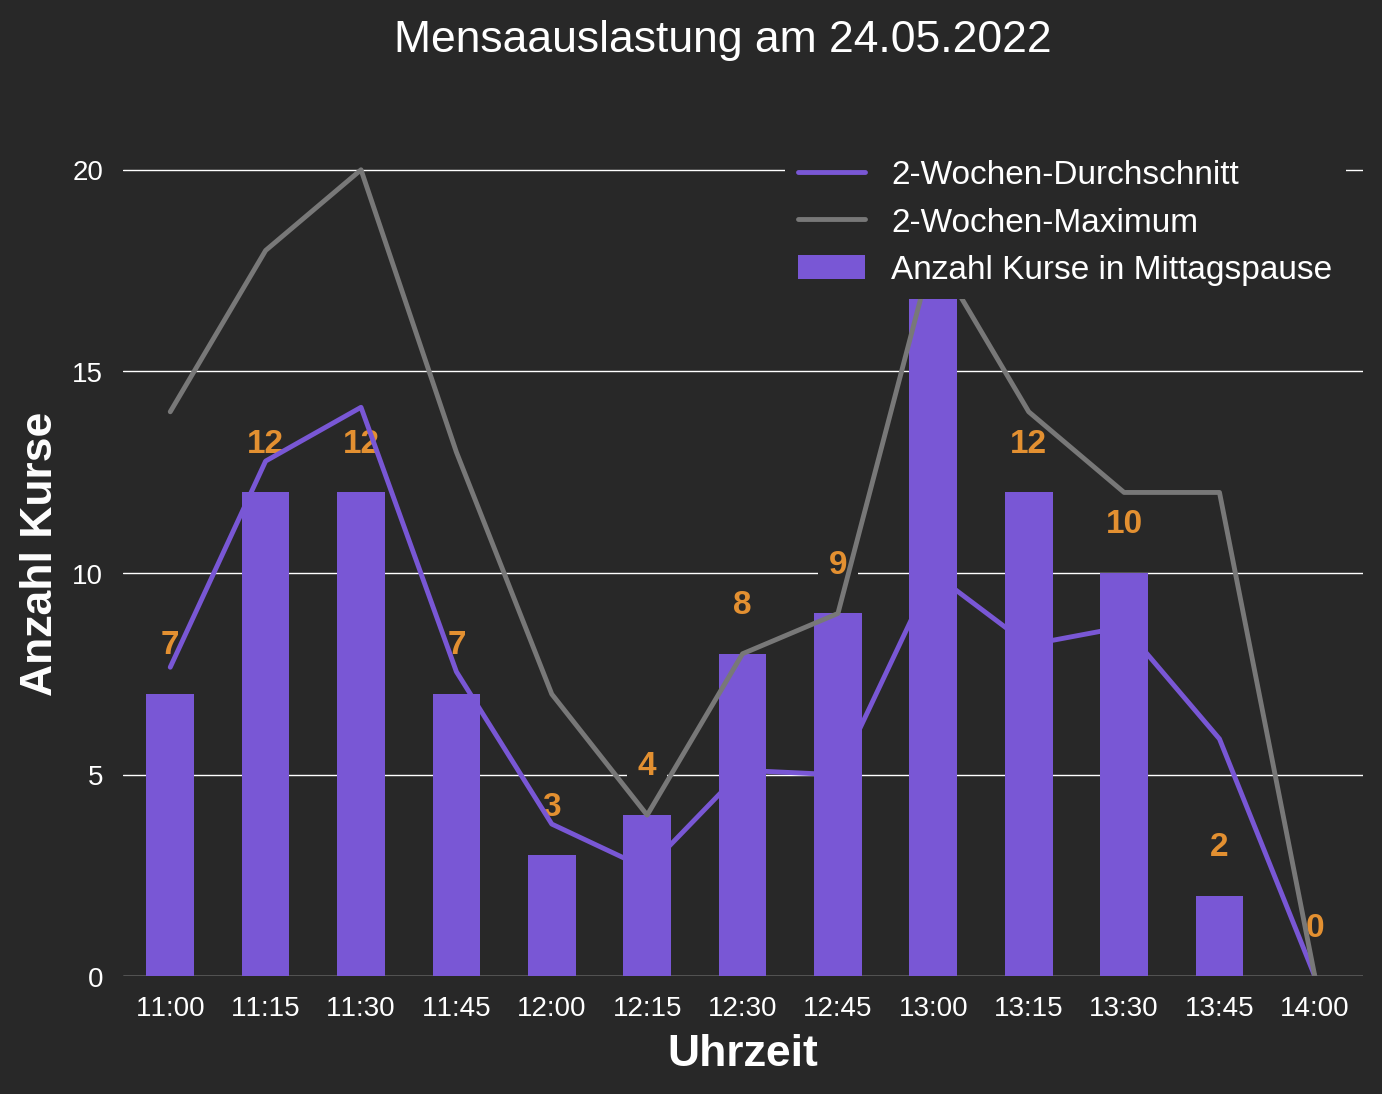 Mensaauslastung am 24.05.2022
2-Wochen-Durchschnitt
2-Wochen-Maximum
Anzahl Kurse in Mittagspause
Anzahl Kurse
20
15
10
5
0
7
12
12
7
3
4
8
9
12
10
2
0
11:00 11:15 11:30 11:45 12:00 12:15 12:30 12:45 13:00 13:15 13:30 13:45 14:00
Uhrzeit